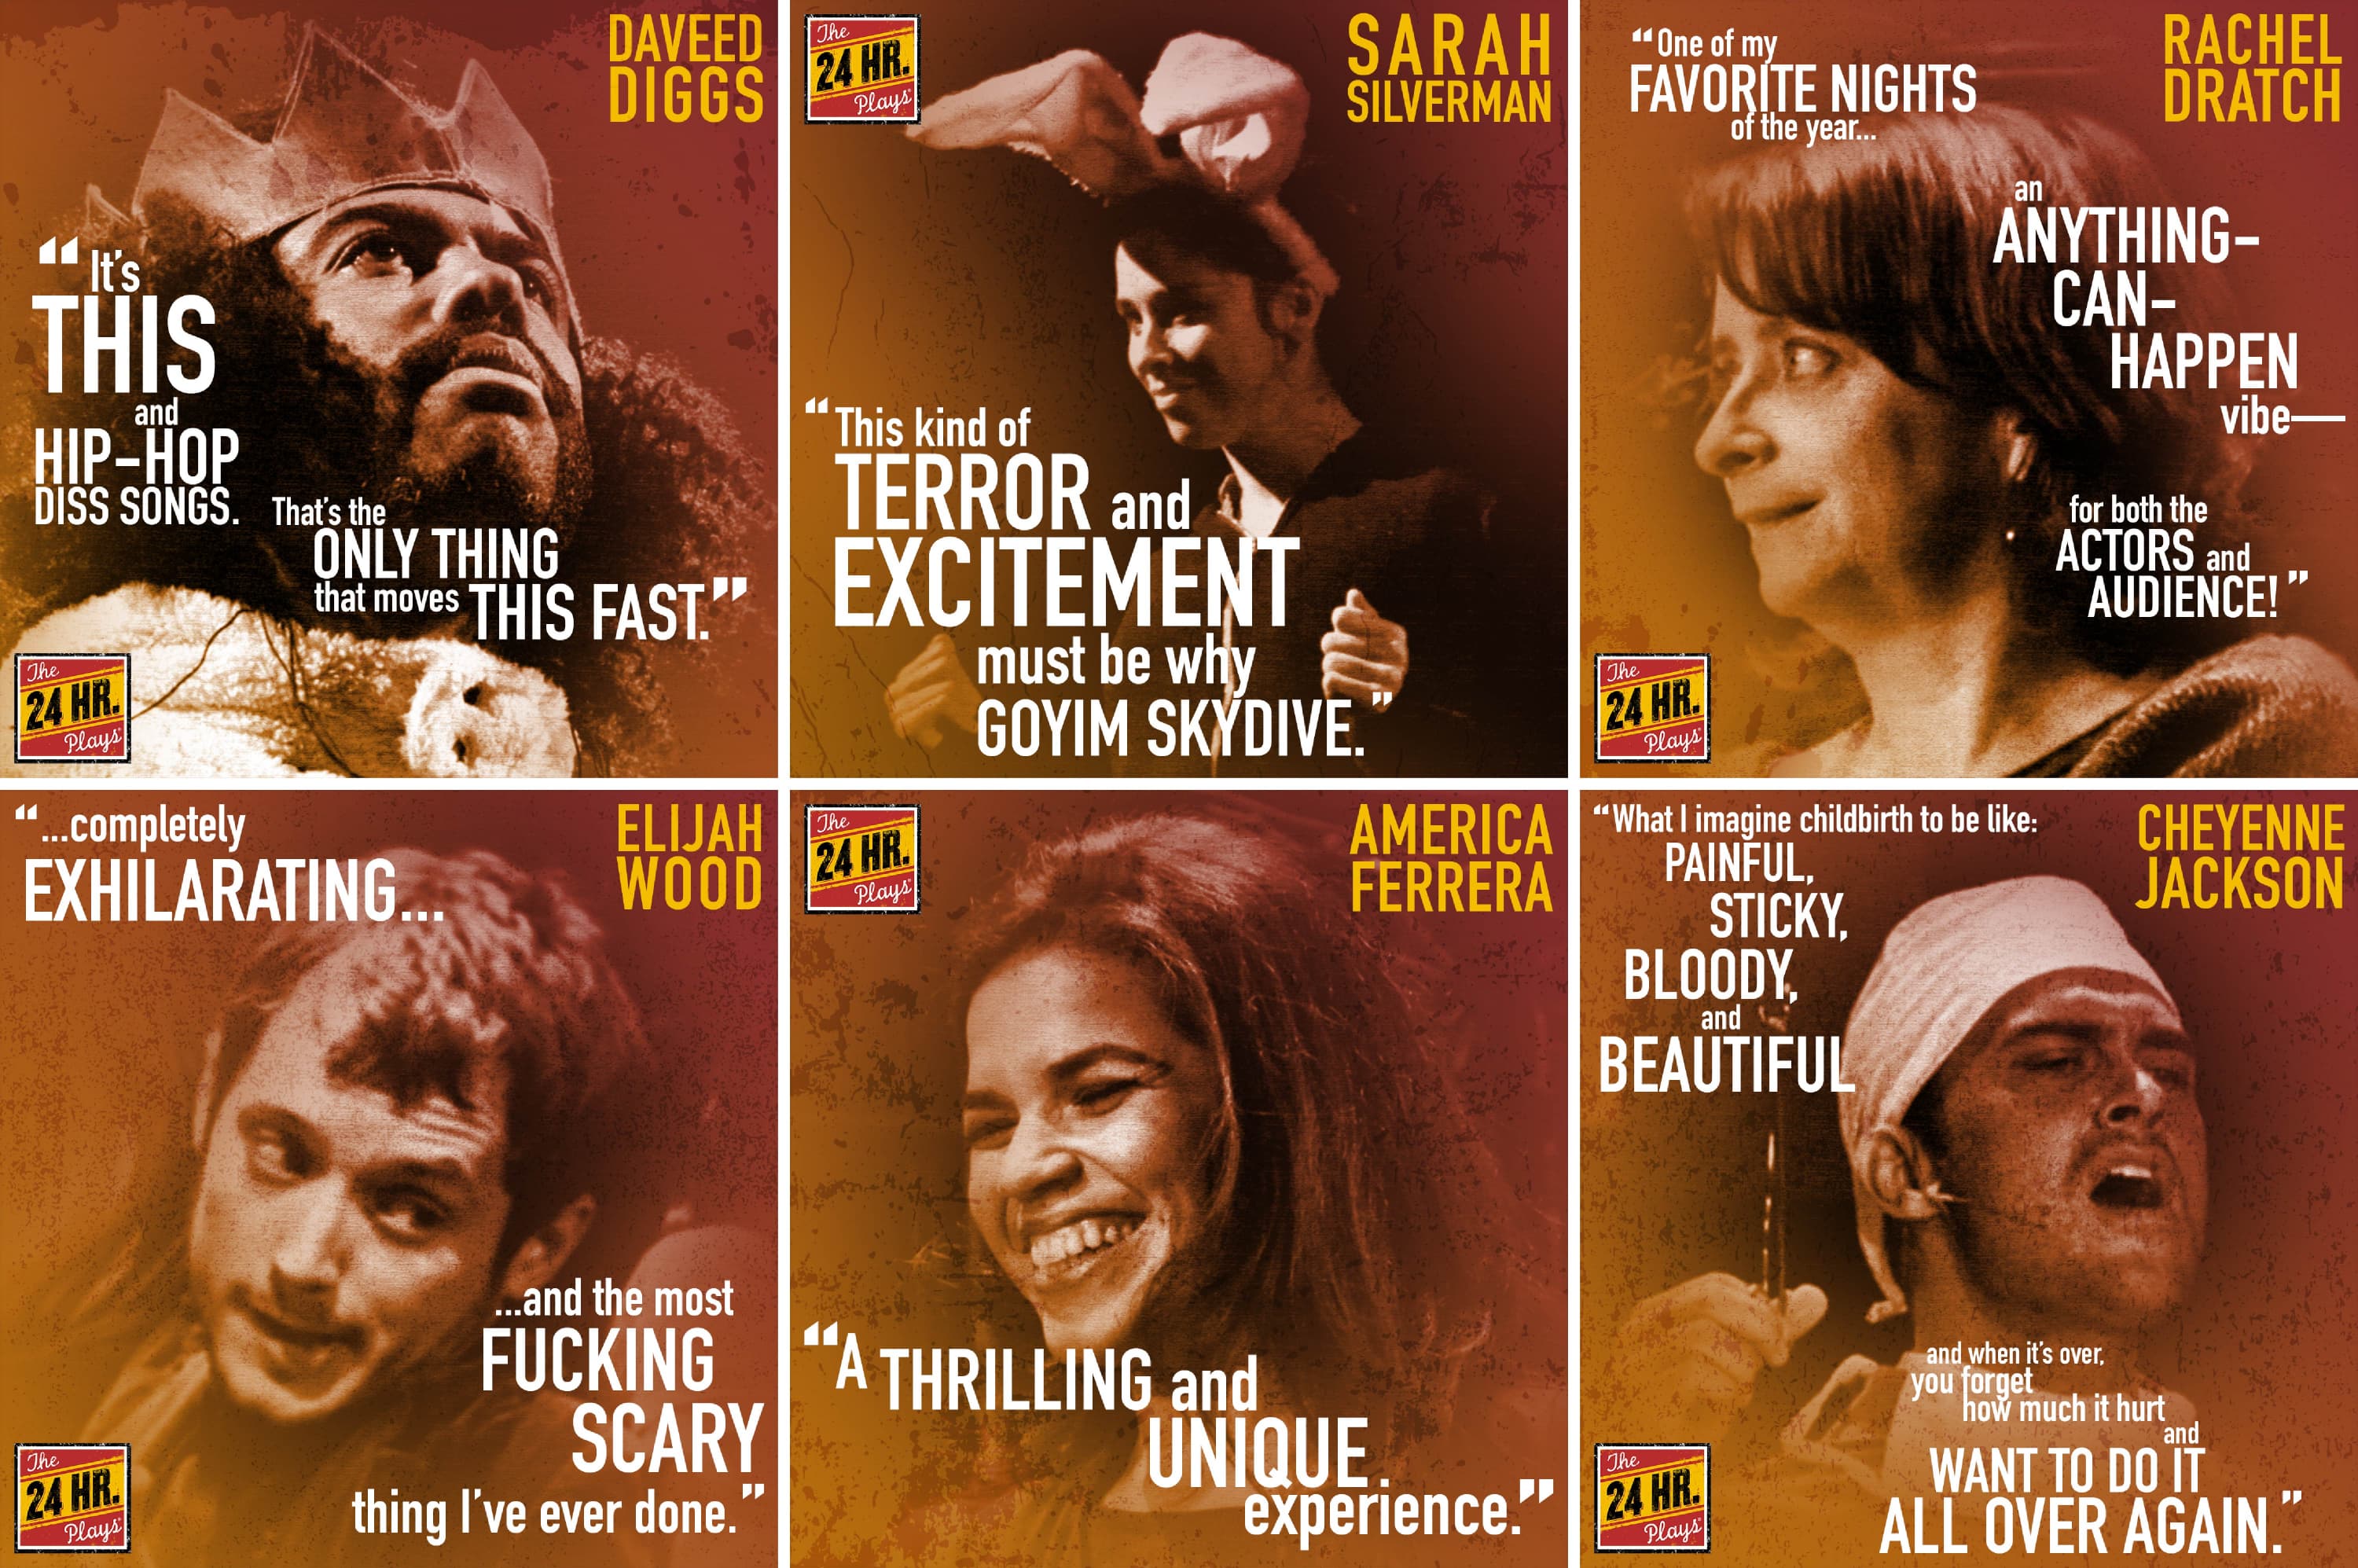 DAVEED
DIGGS
“It's
THIS
and
HIP-HOP
DISS SONGS.
That's the
ONLY THING
that moves THIS FAST.”
The
24 HR.
Plays
The
24 HR.
Plays
SARAH
SILVERMAN
“This kind of
TERROR and
EXCITEMENT
must be why
GOYIM SKYDIVE.”
RACHEL
DRATCH
“One of my
FAVORITE NIGHTS
of the year...
an
ANYTHING-
CAN-
HAPPEN
vibe—
for both the
ACTORS and
AUDIENCE!”
The
24 HR.
Plays
“...completely
EXHILARATING...
ELIJAH
WOOD
...and the most
FUCKING
SCARY
thing I've ever done.”
The
24 HR.
Plays
The
24 HR.
Plays
AMERICA
FERRERA
“A THRILLING and
UNIQUE.
experience.”
“What I imagine childbirth to be like:
PAINFUL,
STICKY,
BLOODY,
and
BEAUTIFUL
CHEYENNE
JACKSON
and when it's over,
you forget
how much it hurt
and
WANT TO DO IT
ALL OVER AGAIN.”
The
24 HR.
Plays